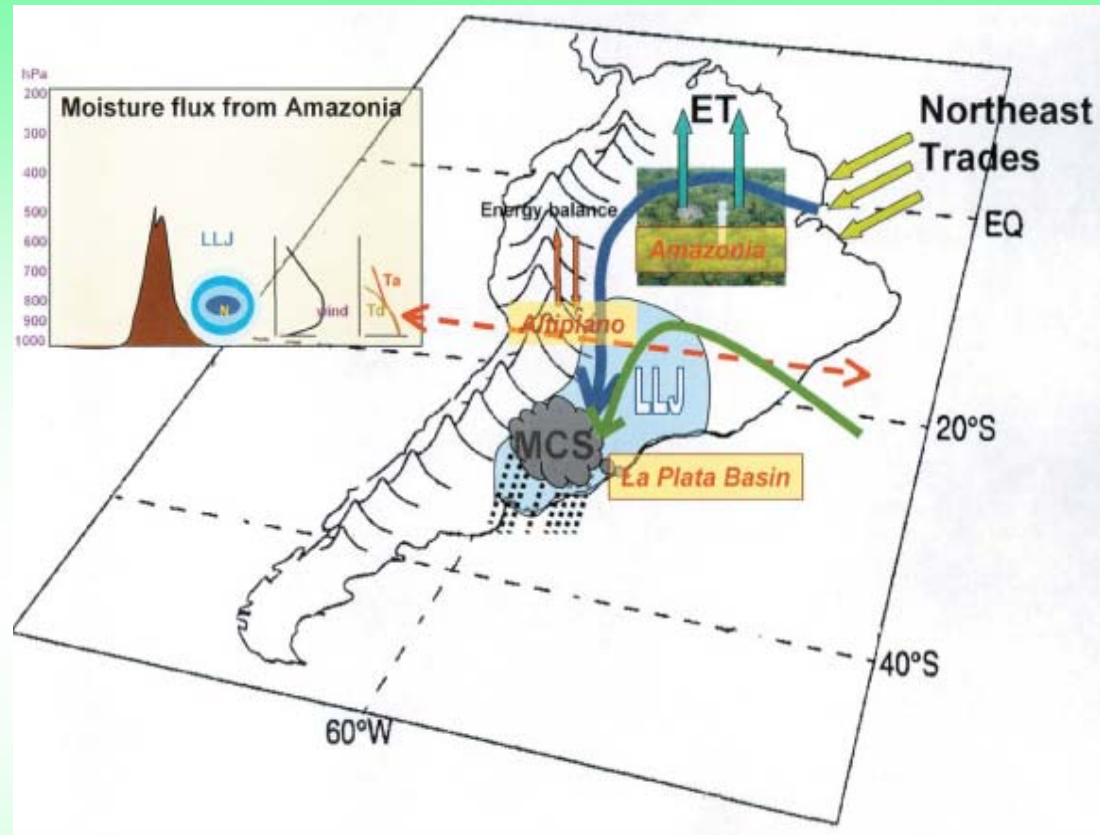 hPa
200
300
400
500
600
700
800
900
1000
Moisture flux from Amazonia
LLJ
N
wind
Ta
Td
ET
Northeast
Trades
EQ
Energy balance
Amazonia
Altiplano
LLJ
MCS
La Plata Basin
20°S
40°S
60°W